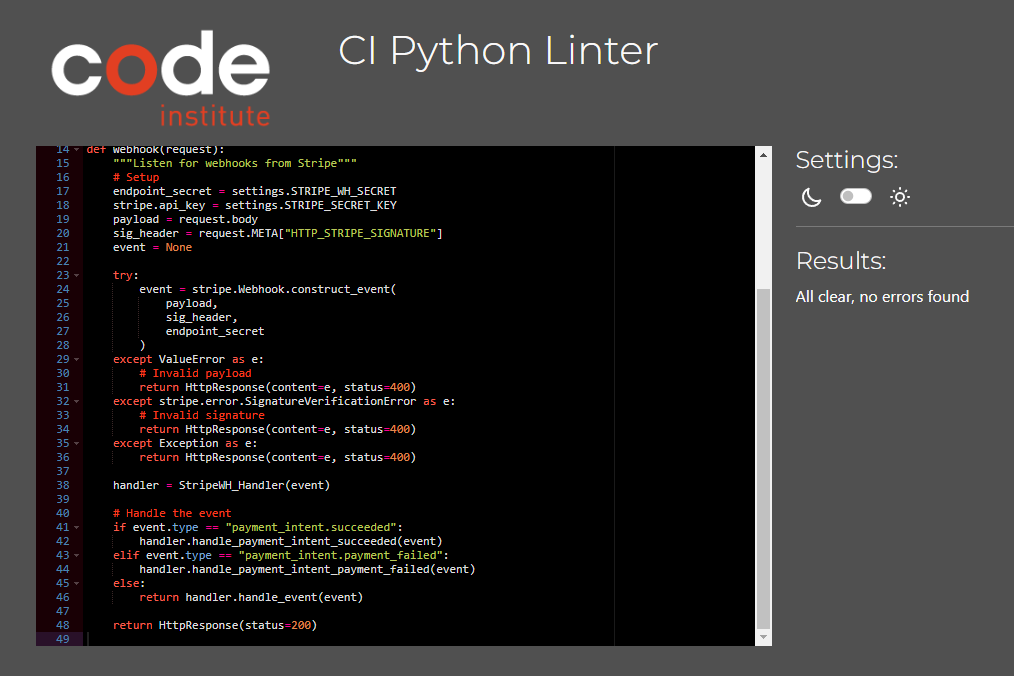 code
institute
CI Python Linter
14 def webhook(request):
15     """Listen for webhooks from Stripe"""
16     # Setup
17     endpoint_secret = settings.STRIPE_WH_SECRET
18     stripe.api_key = settings.STRIPE_SECRET_KEY
19     payload = request.body
20     sig_header = request.META["HTTP_STRIPE_SIGNATURE"]
21     event = None
22
23     try:
24         event = stripe.Webhook.construct_event(
25             payload,
26             sig_header,
27             endpoint_secret
28         )
29     except ValueError as e:
30         # Invalid payload
31         return HttpResponse(content=e, status=400)
32     except stripe.error.SignatureVerificationError as e:
33         # Invalid signature
34         return HttpResponse(content=e, status=400)
35     except Exception as e:
36         return HttpResponse(content=e, status=400)
37
38     handler = StripeWH_Handler(event)
39
40     # Handle the event
41     if event.type == "payment_intent.succeeded":
42         handler.handle_payment_intent_succeeded(event)
43     elif event.type == "payment_intent.payment_failed":
44         handler.handle_payment_intent_payment_failed(event)
45     else:
46         return handler.handle_event(event)
47
48     return HttpResponse(status=200)
49
Settings:
Results:
All clear, no errors found